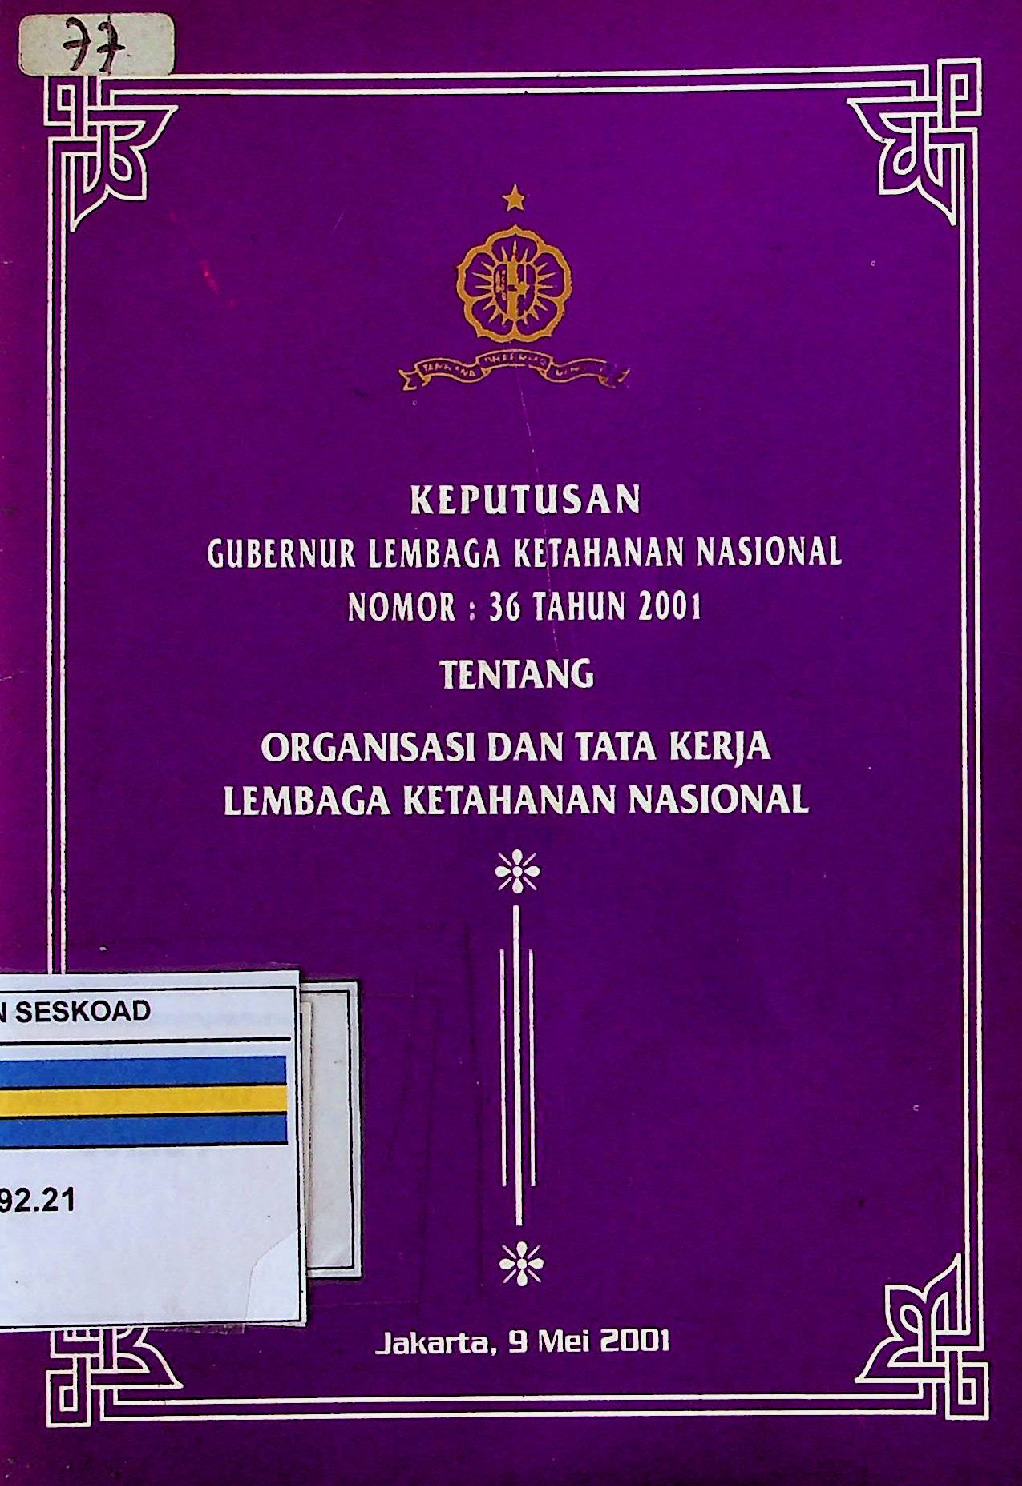 77
KEPUTUSAN
GUBERNUR LEMBAGA KETAHANAN NASIONAL
NOMOR : 36 TAHUN 2001
TENTANG
ORGANISASI DAN TATA KERJA
LEMBAGA KETAHANAN NASIONAL
N SESKOAD
92.21
Jakarta, 9 Mei 2001